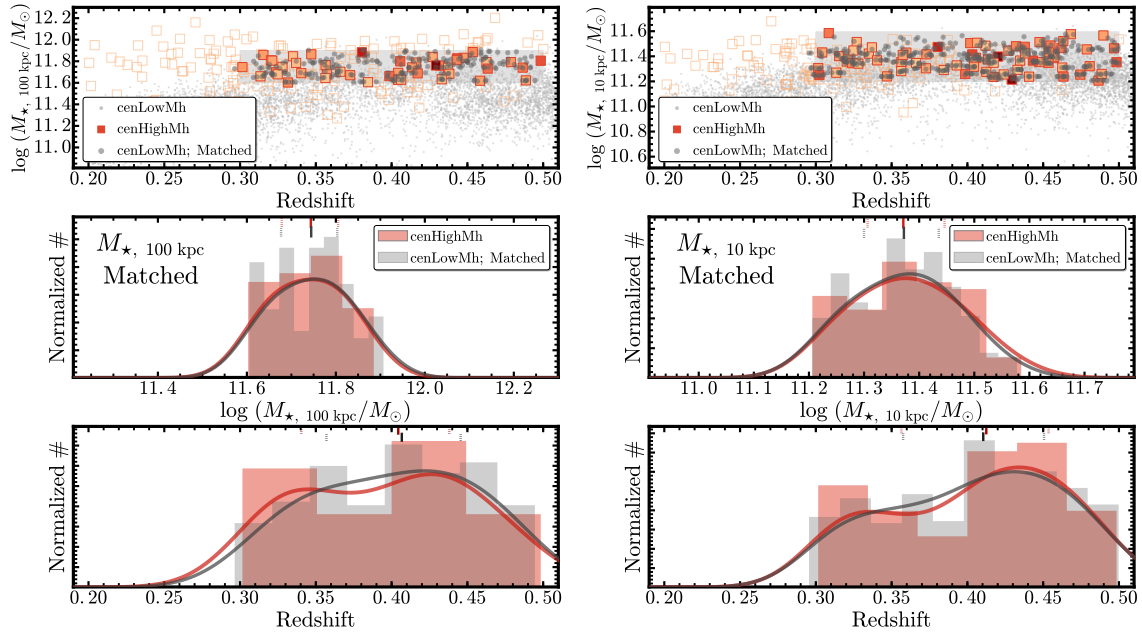 log (M⋆, 100 kpc/M⊙)
12.2
12.0
11.8
11.6
11.4
11.2
11.0
cenLowMh
cenHighMh
cenLowMh; Matched
0.20 0.25 0.30 0.35 0.40 0.45 0.50
Redshift
log (M⋆, 10 kpc/M⊙)
11.8
11.6
11.4
11.2
11.0
10.8
10.6
cenLowMh
cenHighMh
cenLowMh; Matched
0.20 0.25 0.30 0.35 0.40 0.45 0.50
Redshift
Normalized #
M⋆, 100 kpc
Matched
cenHighMh
cenLowMh; Matched
11.4 11.6 11.8 12.0 12.2
log (M⋆, 100 kpc/M⊙)
Normalized #
M⋆, 10 kpc
Matched
cenHighMh
cenLowMh; Matched
11.0 11.1 11.2 11.3 11.4 11.5 11.6 11.7
log (M⋆, 10 kpc/M⊙)
Normalized #
0.20 0.25 0.30 0.35 0.40 0.45 0.50
Redshift
Normalized #
0.20 0.25 0.30 0.35 0.40 0.45 0.50
Redshift